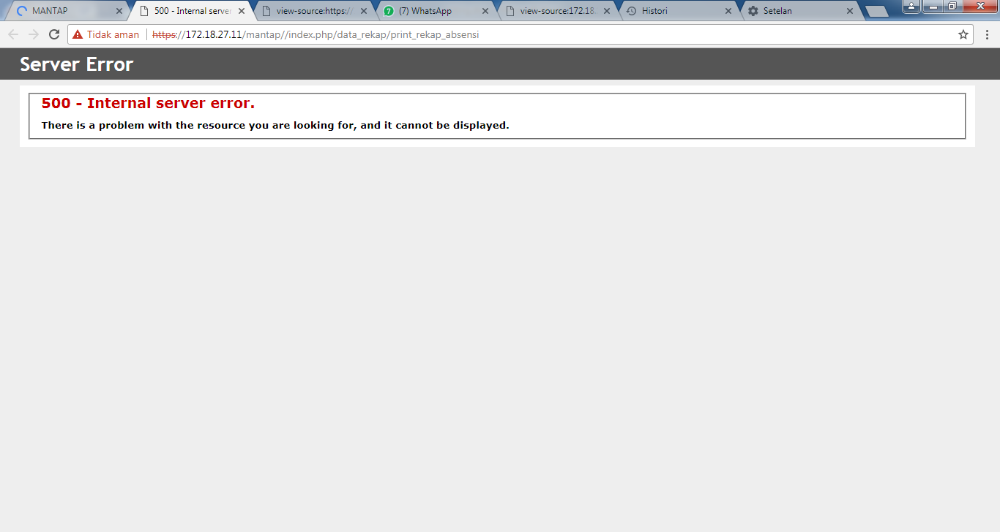 MANTAP
500 - Internal server
view-source:https://
7
(7) WhatsApp
view-source:172.18.
Histori
Setelan
Tidak aman
https://172.18.27.11/mantap//index.php/data_rekap/print_rekap_absensi
Server Error
500 - Internal server error.
There is a problem with the resource you are looking for, and it cannot be displayed.